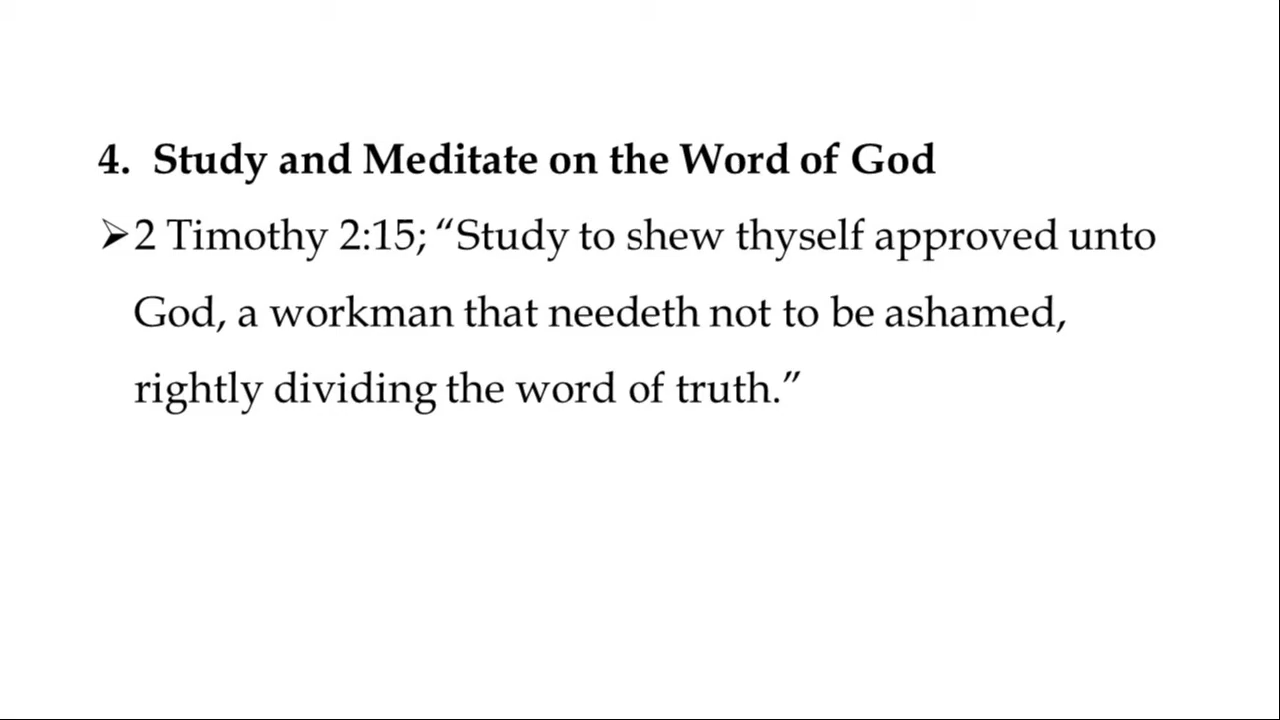 4. Study and Meditate on the Word of God
➢2 Timothy 2:15; “Study to shew thyself approved unto
God, a workman that needeth not to be ashamed,
rightly dividing the word of truth.”